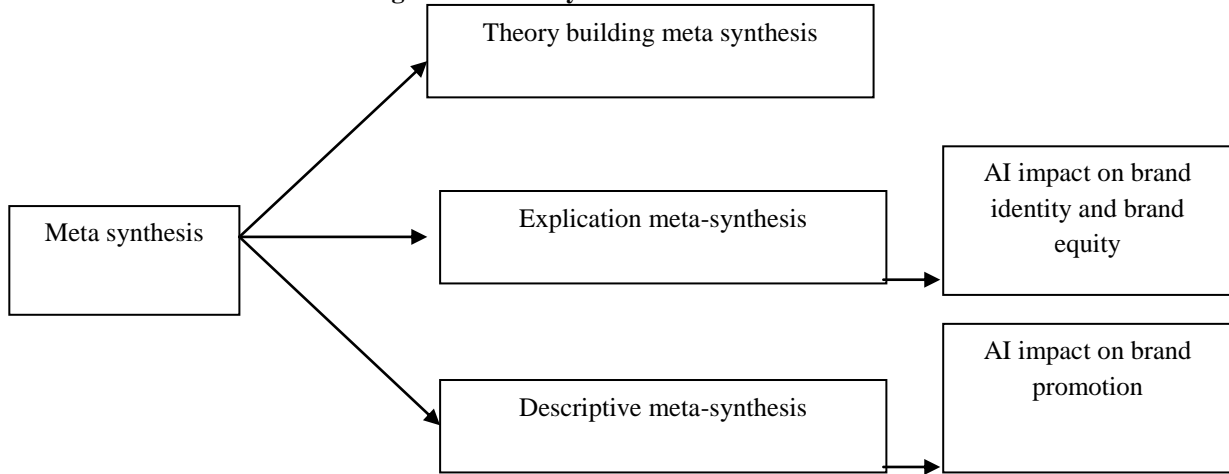 Theory building meta synthesis
Meta synthesis
Explication meta-synthesis
AI impact on brand
identity and brand
equity
Descriptive meta-synthesis
AI impact on brand
promotion